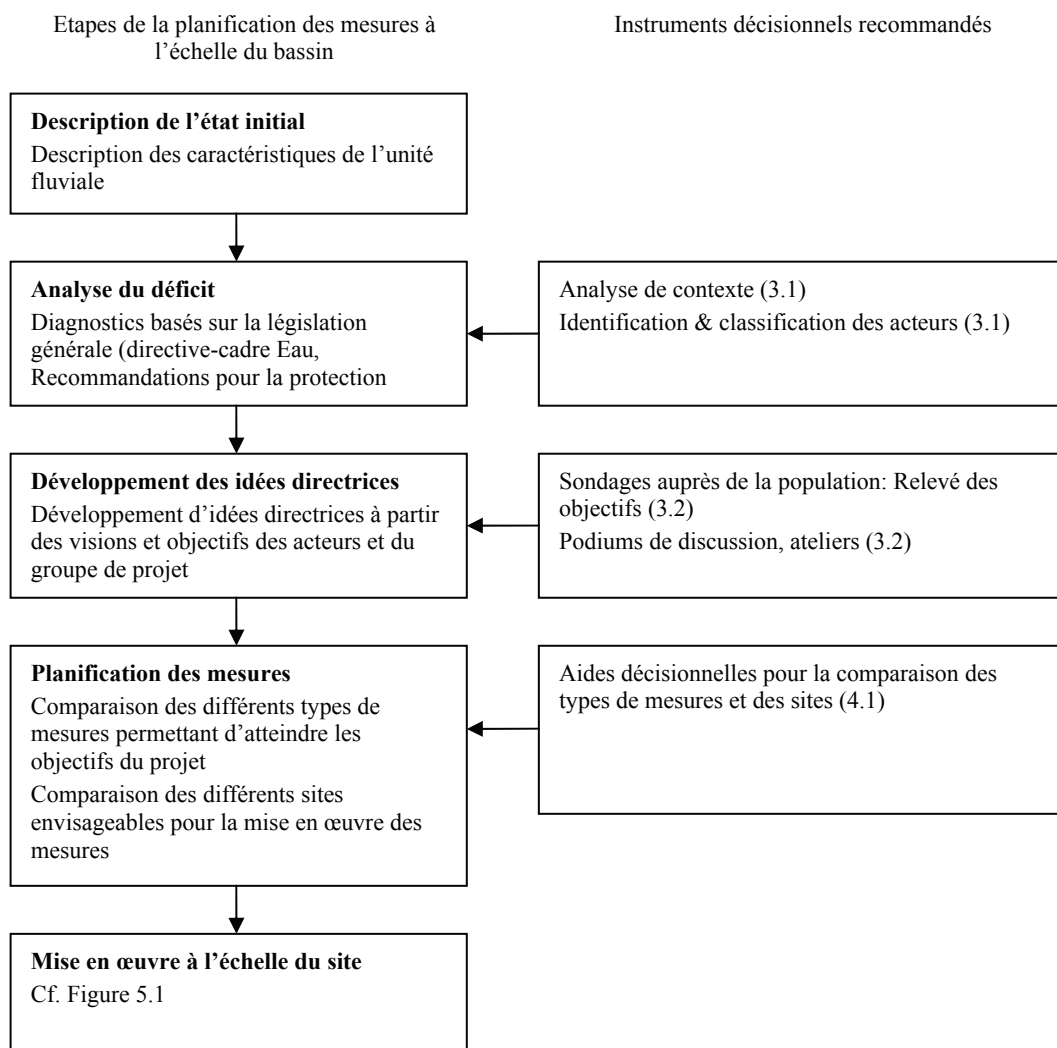 Etapes de la planification des mesures à
l’échelle du bassin
Instruments décisionnels recommandés
Description de l’état initial
Description des caractéristiques de l’unité
fluviale
Analyse du déficit
Diagnostics basés sur la législation
générale (directive-cadre Eau,
Recommandations pour la protection
Analyse de contexte (3.1)
Identification & classification des acteurs (3.1)
Développement des idées directrices
Développement d’idées directrices à partir
des visions et objectifs des acteurs et du
groupe de projet
Sondages auprès de la population: Relevé des
objectifs (3.2)
Podiums de discussion, ateliers (3.2)
Planification des mesures
Comparaison des différents types de
mesures permettant d’atteindre les
objectifs du projet
Comparaison des différents sites
envisageables pour la mise en œuvre des
mesures
Aides décisionnelles pour la comparaison des
types de mesures et des sites (4.1)
Mise en œuvre à l’échelle du site
Cf. Figure 5.1